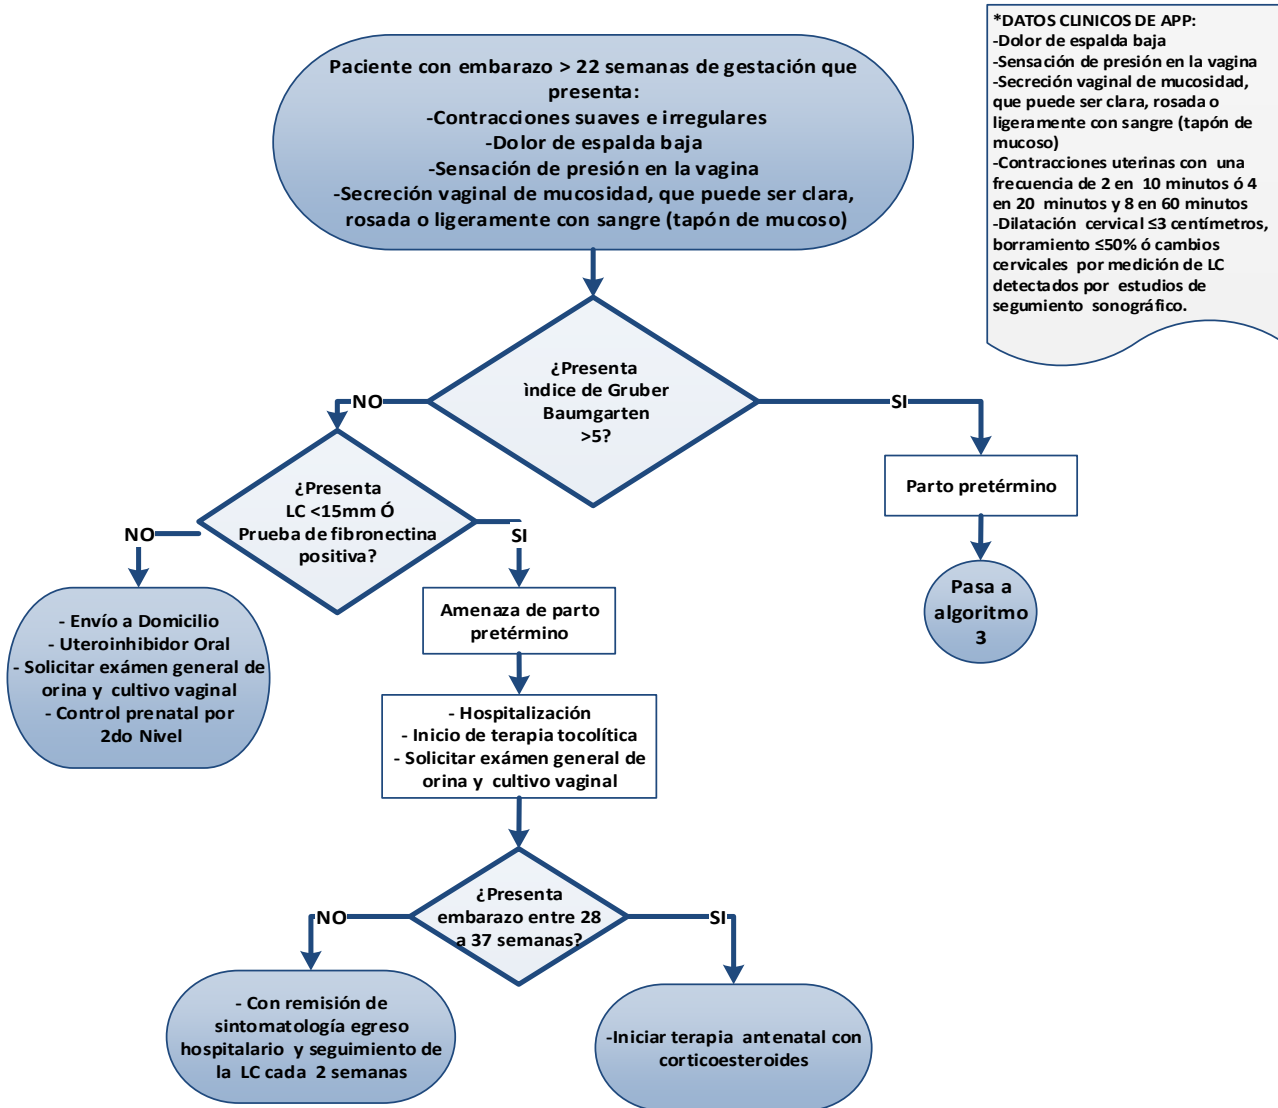 Paciente con embarazo > 22 semanas de gestación que
presenta:
-Contracciones suaves e irregulares
-Dolor de espalda baja
-Sensación de presión en la vagina
-Secreción vaginal de mucosidad, que puede ser clara,
rosada o ligeramente con sangre (tapón de mucoso)
*DATOS CLINICOS DE APP:
-Dolor de espalda baja
-Sensación de presión en la vagina
-Secreción vaginal de mucosidad,
que puede ser clara, rosada o
ligeramente con sangre (tapón de
mucoso)
-Contracciones uterinas con una
frecuencia de 2 en 10 minutos ó 4
en 20 minutos y 8 en 60 minutos
-Dilatación cervical ≤3 centímetros,
borramiento ≤50% ó cambios
cervicales por medición de LC
detectados por estudios de
segumiento sonográfico.
¿Presenta
ìndice de Gruber
Baumgarten
>5?
NO
SI
¿Presenta
LC <15mm Ó
Prueba de fibronectina
positiva?
NO
SI
Parto pretérmino
Pasa a
algoritmo
3
- Envío a Domicilio
- Uteroinhibidor Oral
- Solicitar exámen general de
orina y cultivo vaginal
- Control prenatal por
2do Nivel
Amenaza de parto
pretérmino
- Hospitalización
- Inicio de terapia tocolítica
- Solicitar exámen general de
orina y cultivo vaginal
¿Presenta
embarazo entre 28
a 37 semanas?
NO
SI
- Con remisión de
sintomatología egreso
hospitalario y seguimiento de
la LC cada 2 semanas
-Iniciar terapia antenatal con
corticoesteroides